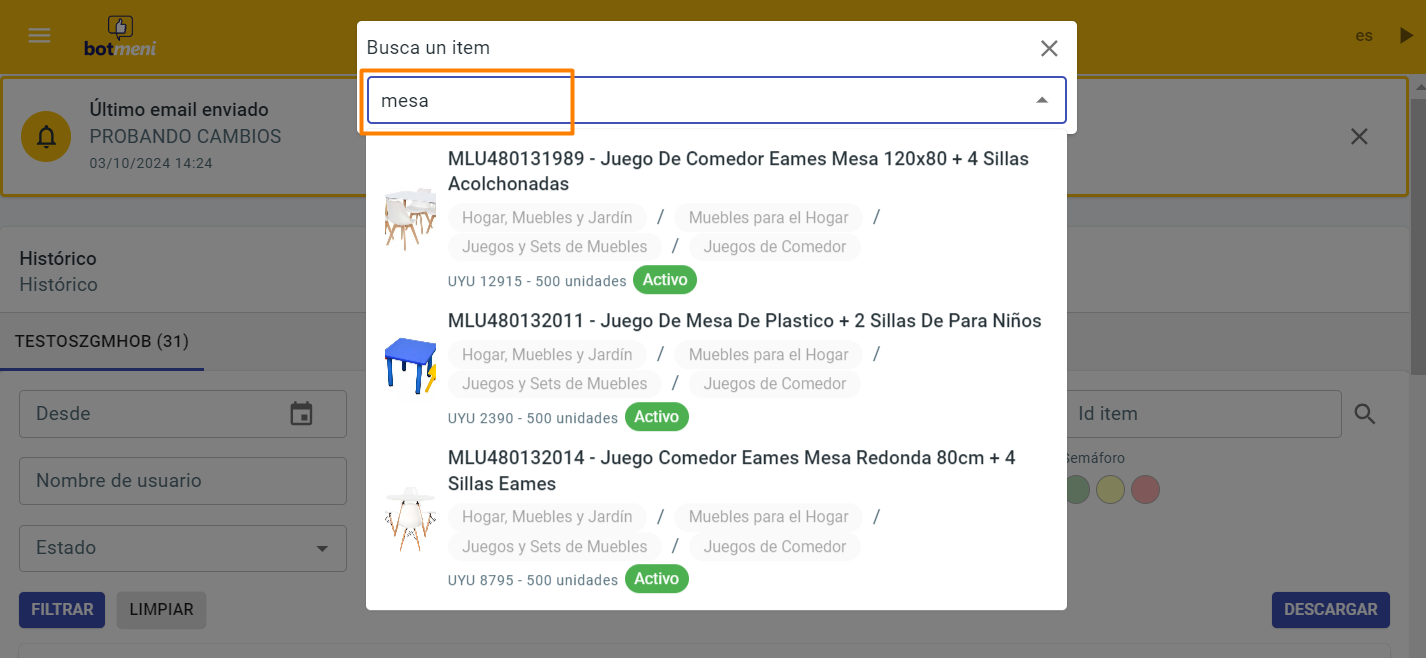 botmeni
es
Busca un item
mesa
Último email enviado
PROBANDO CAMBIOS
03/10/2024 14:24
MLU480131989 - Juego De Comedor Eames Mesa 120x80 + 4 Sillas
Acolchonadas
Hogar, Muebles y Jardín / Muebles para el Hogar /
Juegos y Sets de Muebles / Juegos de Comedor
UYU 12915 - 500 unidades Activo
MLU480132011 - Juego De Mesa De Plastico + 2 Sillas De Para Niños
Hogar, Muebles y Jardín / Muebles para el Hogar /
Juegos y Sets de Muebles / Juegos de Comedor
UYU 2390 - 500 unidades Activo
MLU480132014 - Juego Comedor Eames Mesa Redonda 80cm + 4
Sillas Eames
Hogar, Muebles y Jardín / Muebles para el Hogar /
Juegos y Sets de Muebles / Juegos de Comedor
UYU 8795 - 500 unidades Activo
Histórico
Histórico
TESTOSZGMHOB (31)
Desde
Id item
Nombre de usuario
Semáforo
Estado
FILTRAR LIMPIAR
DESCARGAR